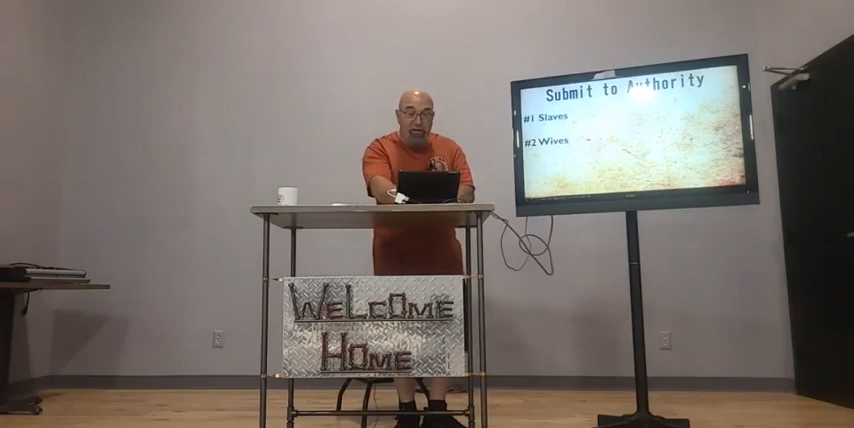 Submit to Authority
#1 Slaves
#2 Wives
WELCOME
HOME